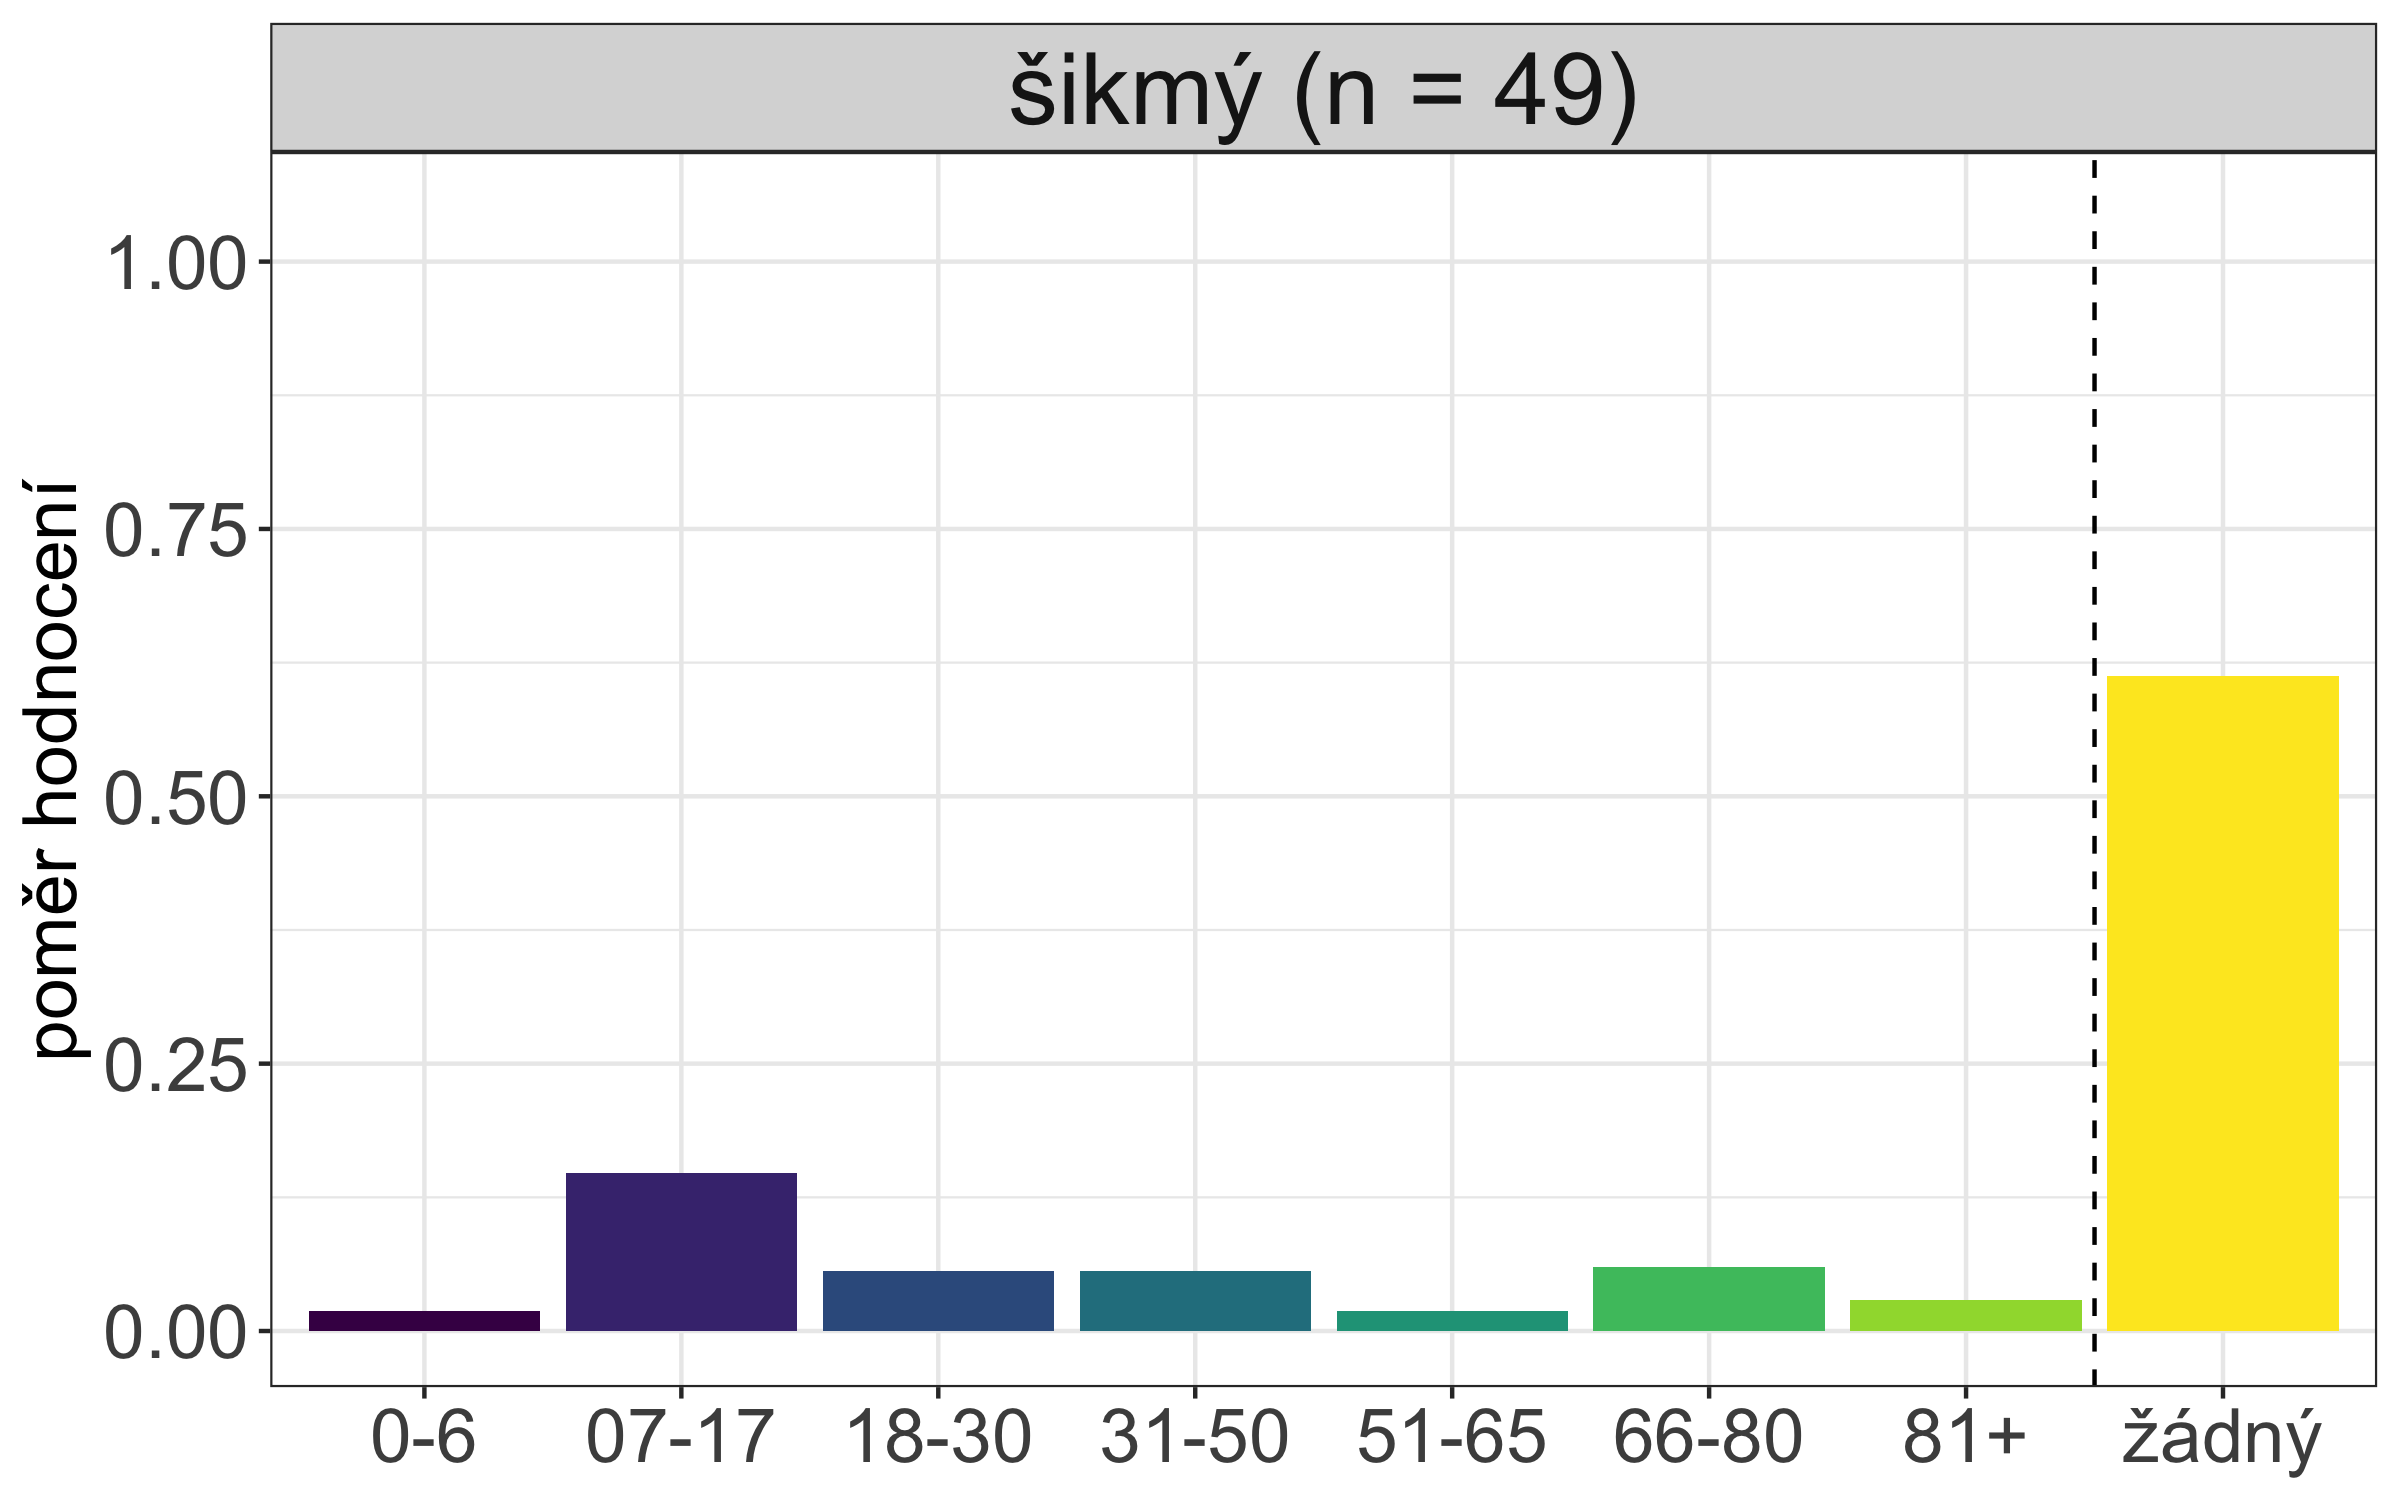 šikmý (n = 49)
poměr hodnocení
1.00
0.75
0.50
0.25
0.00
0-6 07-17 18-30 31-50 51-65 66-80 81+ žádný